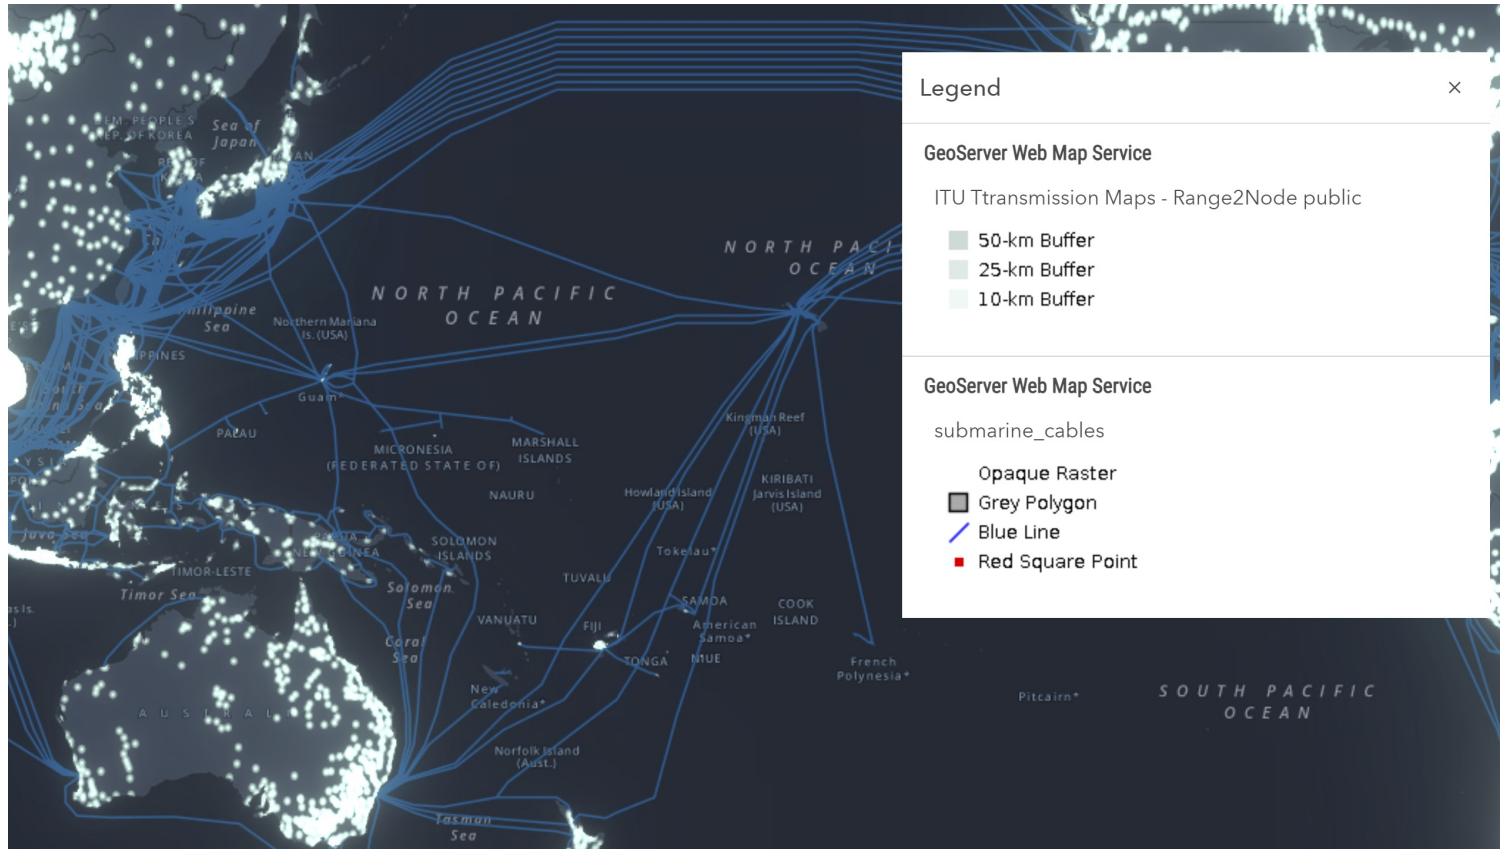 Legend
×
GeoServer Web Map Service
ITU Ttransmission Maps - Range2Node public
50-km Buffer
25-km Buffer
10-km Buffer
GeoServer Web Map Service
submarine_cables
Opaque Raster
Grey Polygon
Blue Line
Red Square Point
Sea of
Japan
NORTH PACI
OCEAN
NORTH PACIFIC
OCEAN
Sea
Northern Mariana
Is. (USA)
Guam*
PALAU
MICRONESIA
(FEDERATED STATE OF)
MARSHALL
ISLANDS
NAURU
Kingman Reef
(USA)
Howland Island
(USA)
KIRIBATI
Jarvis Island
(USA)
SOLOMON
ISLANDS
Tokelau*
TIMOR-LESTE
Timor Sea
Solomon
Sea
TUVALU
SAMOA
COOK
ISLAND
American
Samoa*
VANUATU
FIJI
Coral
Sea
TONGA
NIUE
French
Polynesia*
New
Caledonia*
Pitcairn*
SOUTH PACIFIC
OCEAN
AUSTRAL
Norfolk Island
(Aust.)
Tasman
Sea